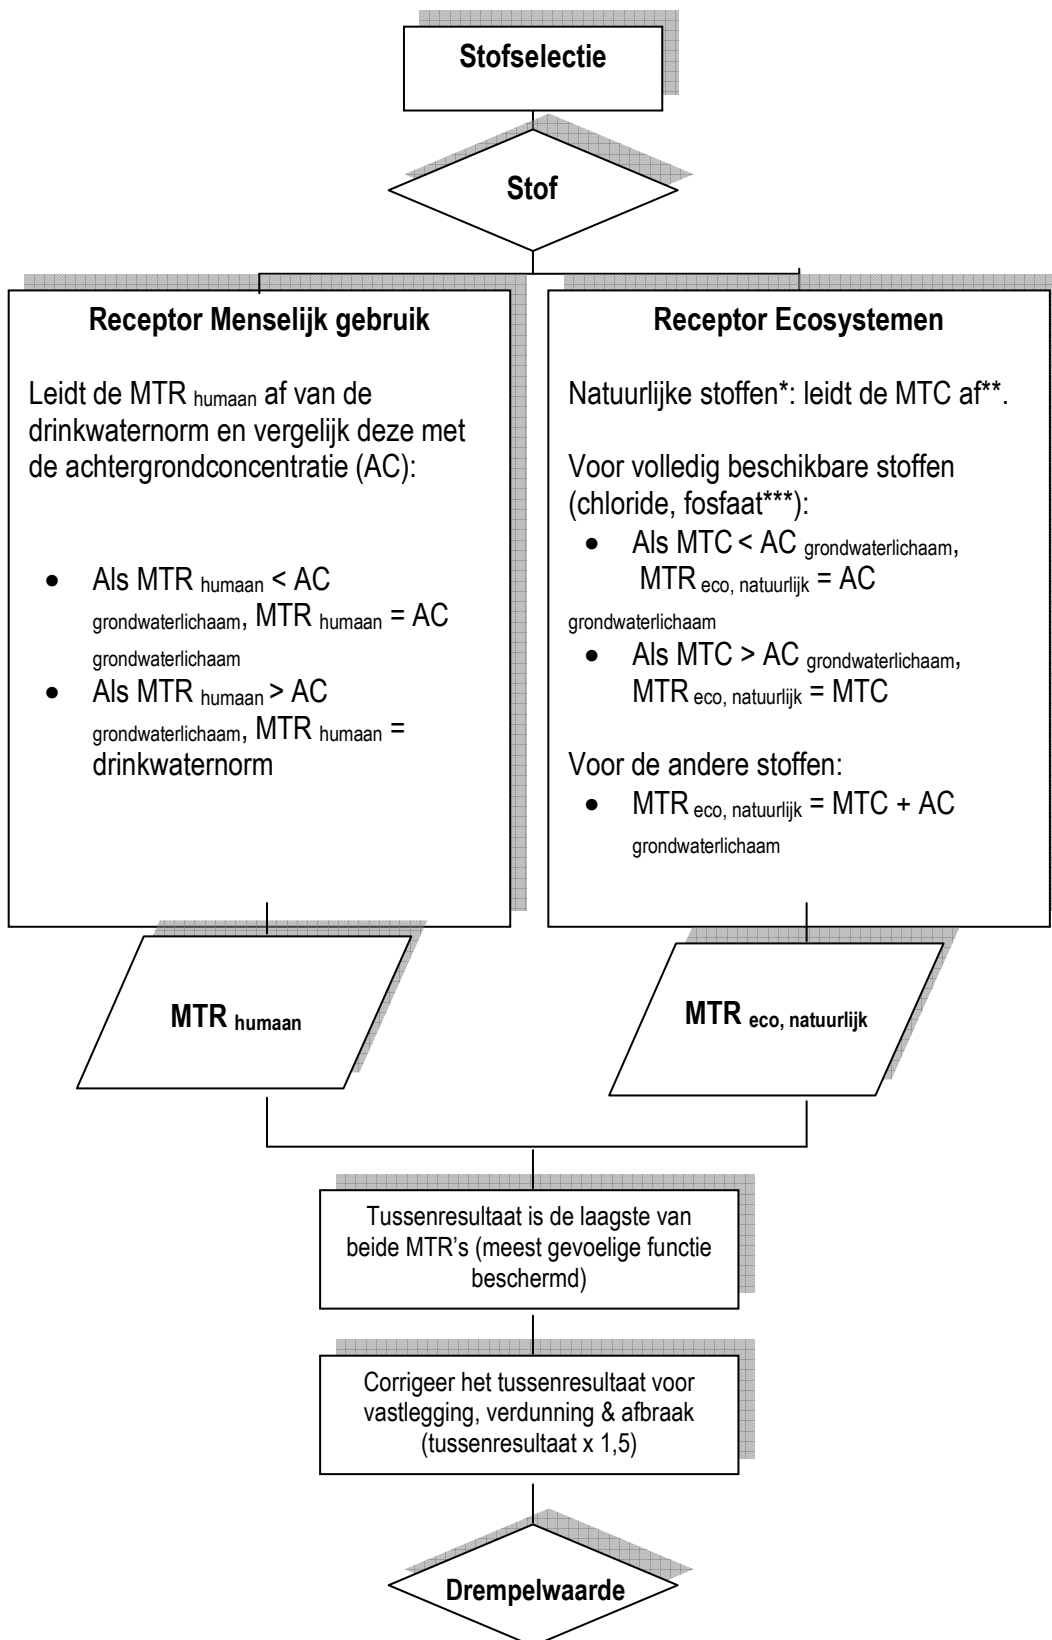 Stofselectie
Stof
Receptor Menselijk gebruik
Leidt de MTR humaan af van de
drinkwaternorm en vergelijk deze met
de achtergrondconcentratie (AC):
• Als MTR humaan < AC
grondwaterlichaam, MTR humaan = AC
grondwaterlichaam
• Als MTR humaan > AC
grondwaterlichaam, MTR humaan =
drinkwaternorm
Receptor Ecosystemen
Natuurlijke stoffen*: leidt de MTC af**.
Voor volledig beschikbare stoffen
(chloride, fosfaat***):
• Als MTC < AC grondwaterlichaam,
MTR eco, natuurlijk = AC
grondwaterlichaam
• Als MTC > AC grondwaterlichaam,
MTR eco, natuurlijk = MTC
Voor de andere stoffen:
• MTR eco, natuurlijk = MTC + AC
grondwaterlichaam
MTR humaan
MTR eco, natuurlijk
Tussenresultaat is de laagste van
beide MTR's (meest gevoelige functie
beschermd)
Corrigeer het tussenresultaat voor
vastlegging, verdunning & afbraak
(tussenresultaat x 1,5)
Drempelwaarde